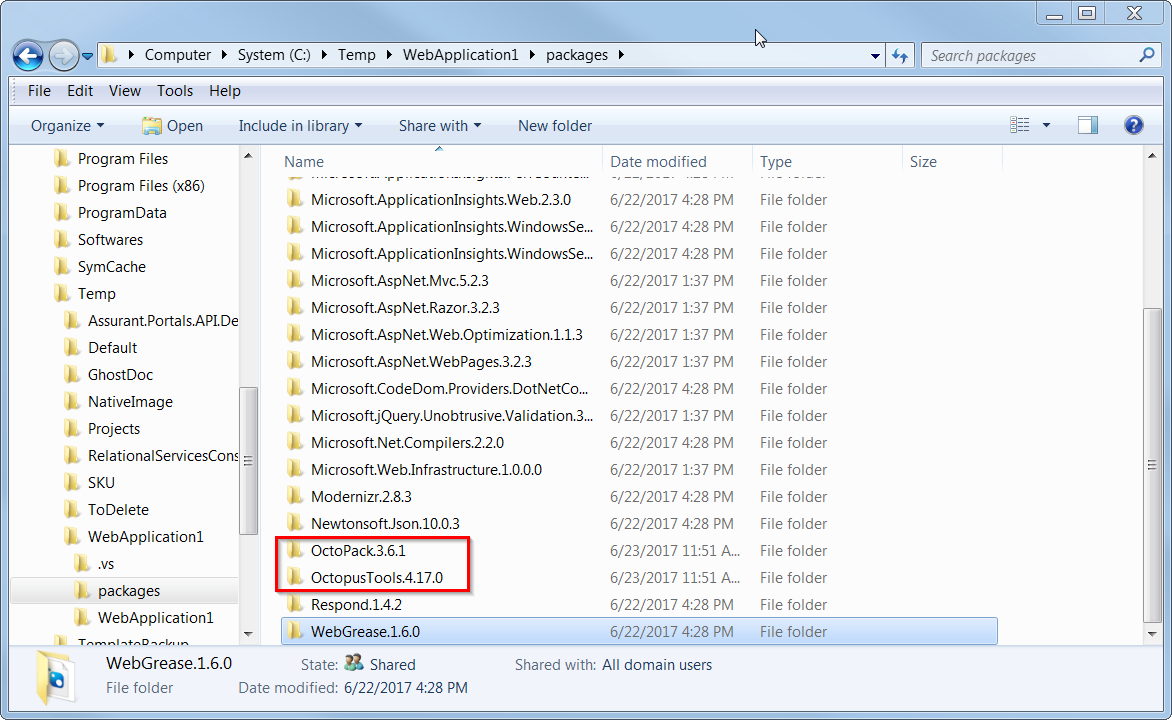 Computer System (C:) Temp WebApplication1 packages
Search packages
File Edit View Tools Help
Organize Open Include in library Share with New folder
Program Files
Program Files (x86)
ProgramData
Softwares
SymCache
Temp
Assurant.Portals.API.De
Default
GhostDoc
NativeImage
Projects
RelationalServicesCons
SKU
ToDelete
WebApplication1
.vs
packages
WebApplication1
TemplateBackup
Name Date modified Type Size
Microsoft.ApplicationInsights.Web.2.3.0 6/22/2017 4:28 PM File folder
Microsoft.ApplicationInsights.WindowsSe... 6/22/2017 4:28 PM File folder
Microsoft.ApplicationInsights.WindowsSe... 6/22/2017 4:28 PM File folder
Microsoft.AspNet.Mvc.5.2.3 6/22/2017 1:37 PM File folder
Microsoft.AspNet.Razor.3.2.3 6/22/2017 1:37 PM File folder
Microsoft.AspNet.Web.Optimization.1.1.3 6/22/2017 1:37 PM File folder
Microsoft.AspNet.WebPages.3.2.3 6/22/2017 1:37 PM File folder
Microsoft.CodeDom.Providers.DotNetCo... 6/22/2017 4:28 PM File folder
Microsoft.jQuery.Unobtrusive.Validation.3... 6/22/2017 1:37 PM File folder
Microsoft.Net.Compilers.2.2.0 6/22/2017 4:28 PM File folder
Microsoft.Web.Infrastructure.1.0.0.0 6/22/2017 1:37 PM File folder
Modernizr.2.8.3 6/22/2017 4:28 PM File folder
Newtonsoft.Json.10.0.3 6/22/2017 4:28 PM File folder
OctoPack.3.6.1 6/23/2017 11:51 A... File folder
OctopusTools.4.17.0 6/23/2017 11:51 A... File folder
Respond.1.4.2 6/22/2017 4:28 PM File folder
WebGrease.1.6.0 6/22/2017 4:28 PM File folder
WebGrease.1.6.0 State: Shared Shared with: All domain users
File folder Date modified: 6/22/2017 4:28 PM